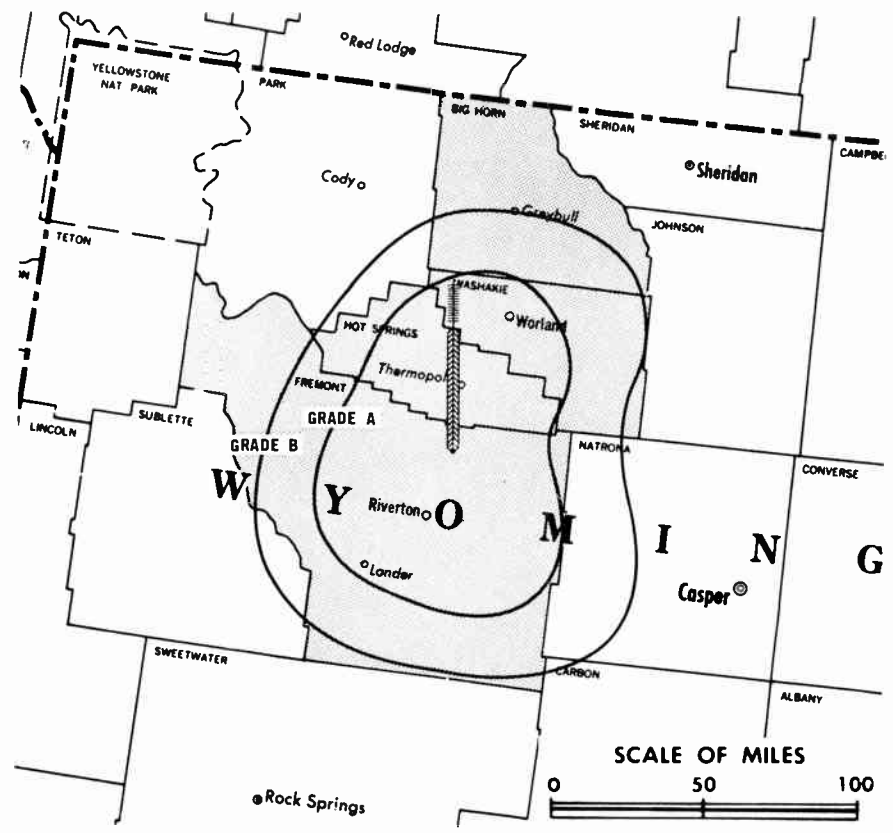 Red Lodge
YELLOWSTONE
NAT PARK
PARK
BIG HORN
SHERIDAN
CAMPBE
Cody
Sheridan
Greybull
JOHNSON
TETON
WASHAKIE
Worland
HOT SPRINGS
Thermopol
FREMONT
GRADE A
SUBLETTE
LINCOLN
GRADE B
NATRONA
CONVERSE
W Y O M I N G
Riverton
Lander
Casper
SWEETWATER
CARBON
ALBANY
SCALE OF MILES
0 50 100
Rock Springs